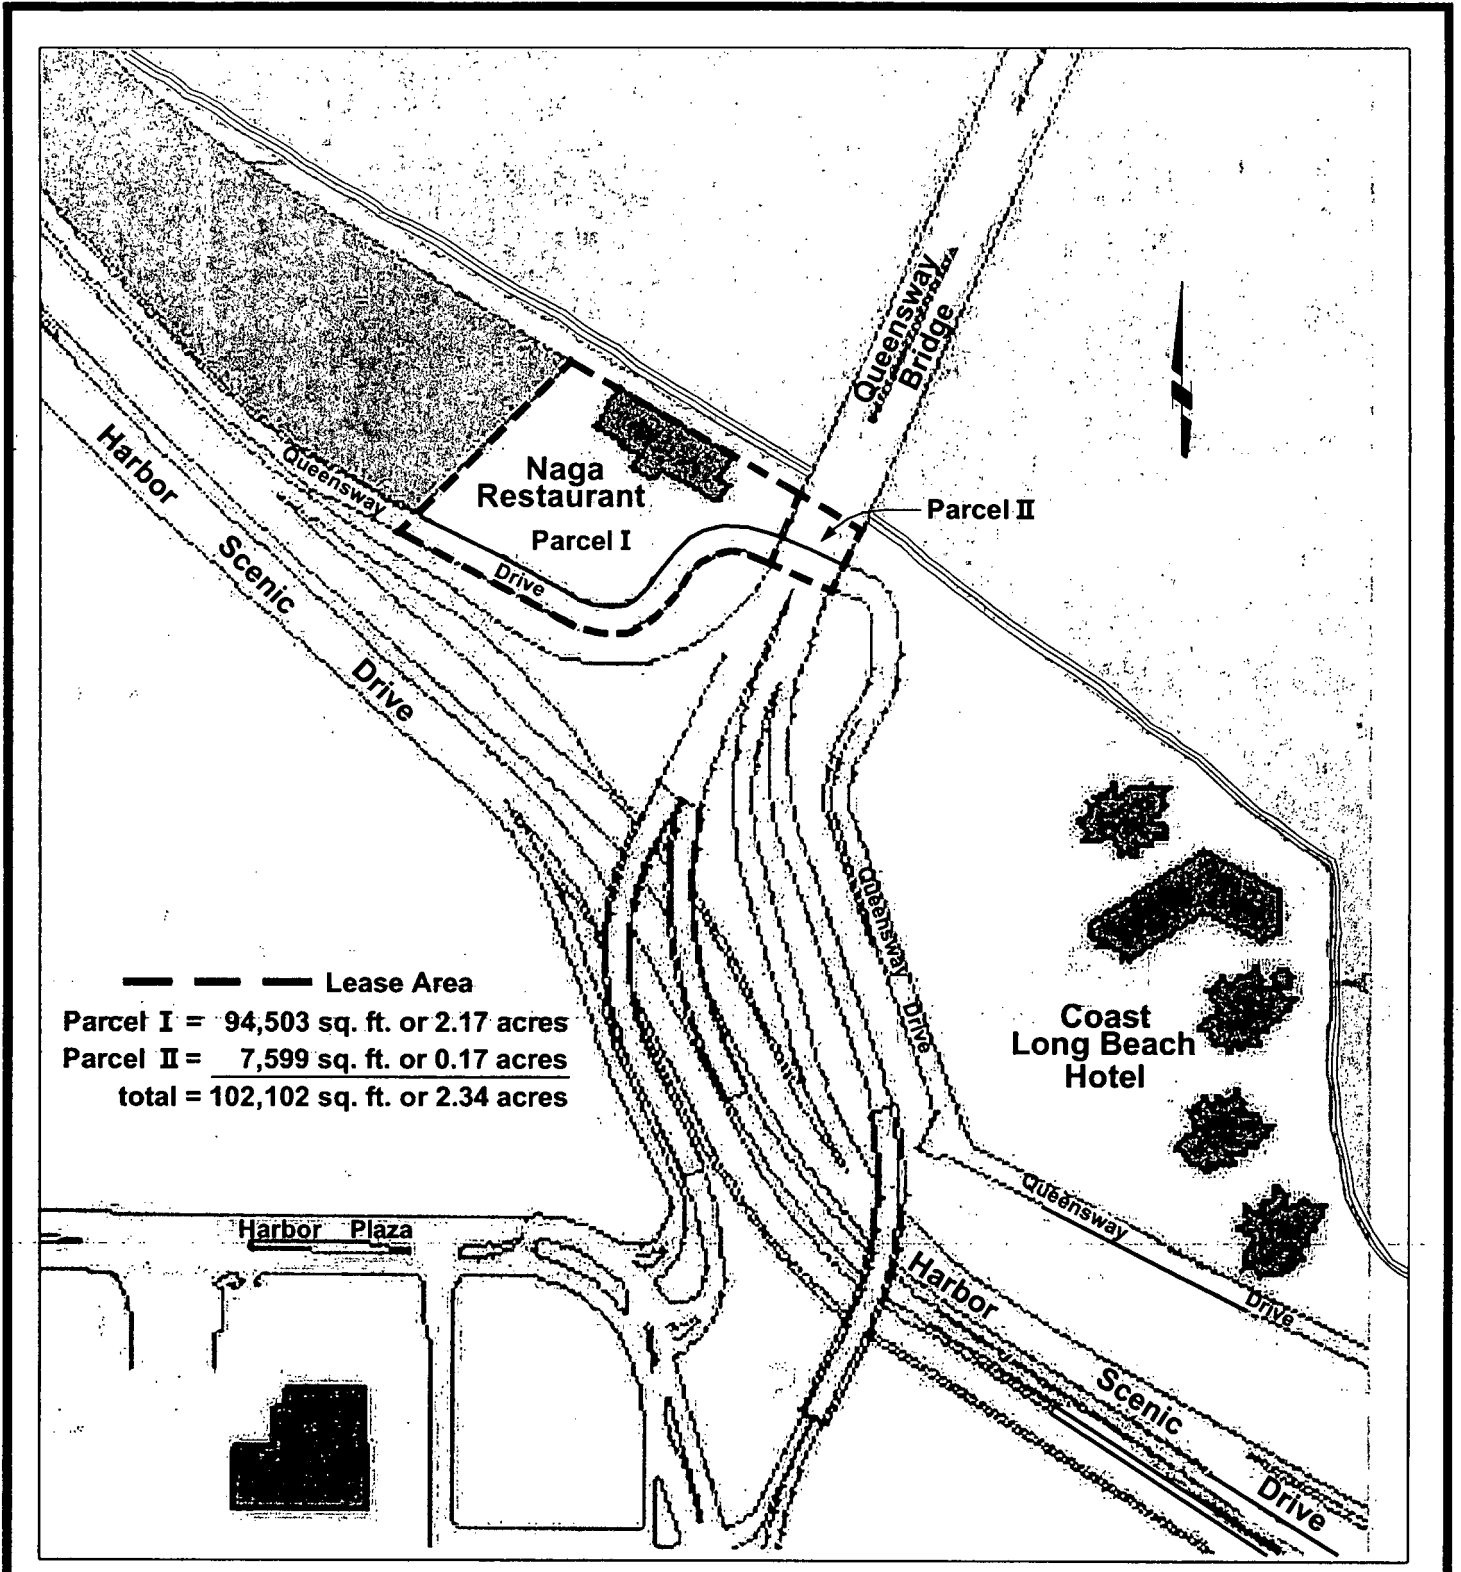 Queensway
Bridge
Queensway
Harbor
Naga
Restaurant
Parcel II
Parcel I
Drive
Scenic
Drive
Queensway
Drive
Lease Area
Parcel I = 94,503 sq. ft. or 2.17 acres
Parcel II = 7,599 sq. ft. or 0.17 acres
total = 102,102 sq. ft. or 2.34 acres
Coast
Long Beach
Hotel
Queensway
Drive
Harbor Plaza
Harbor
Scenic
Drive